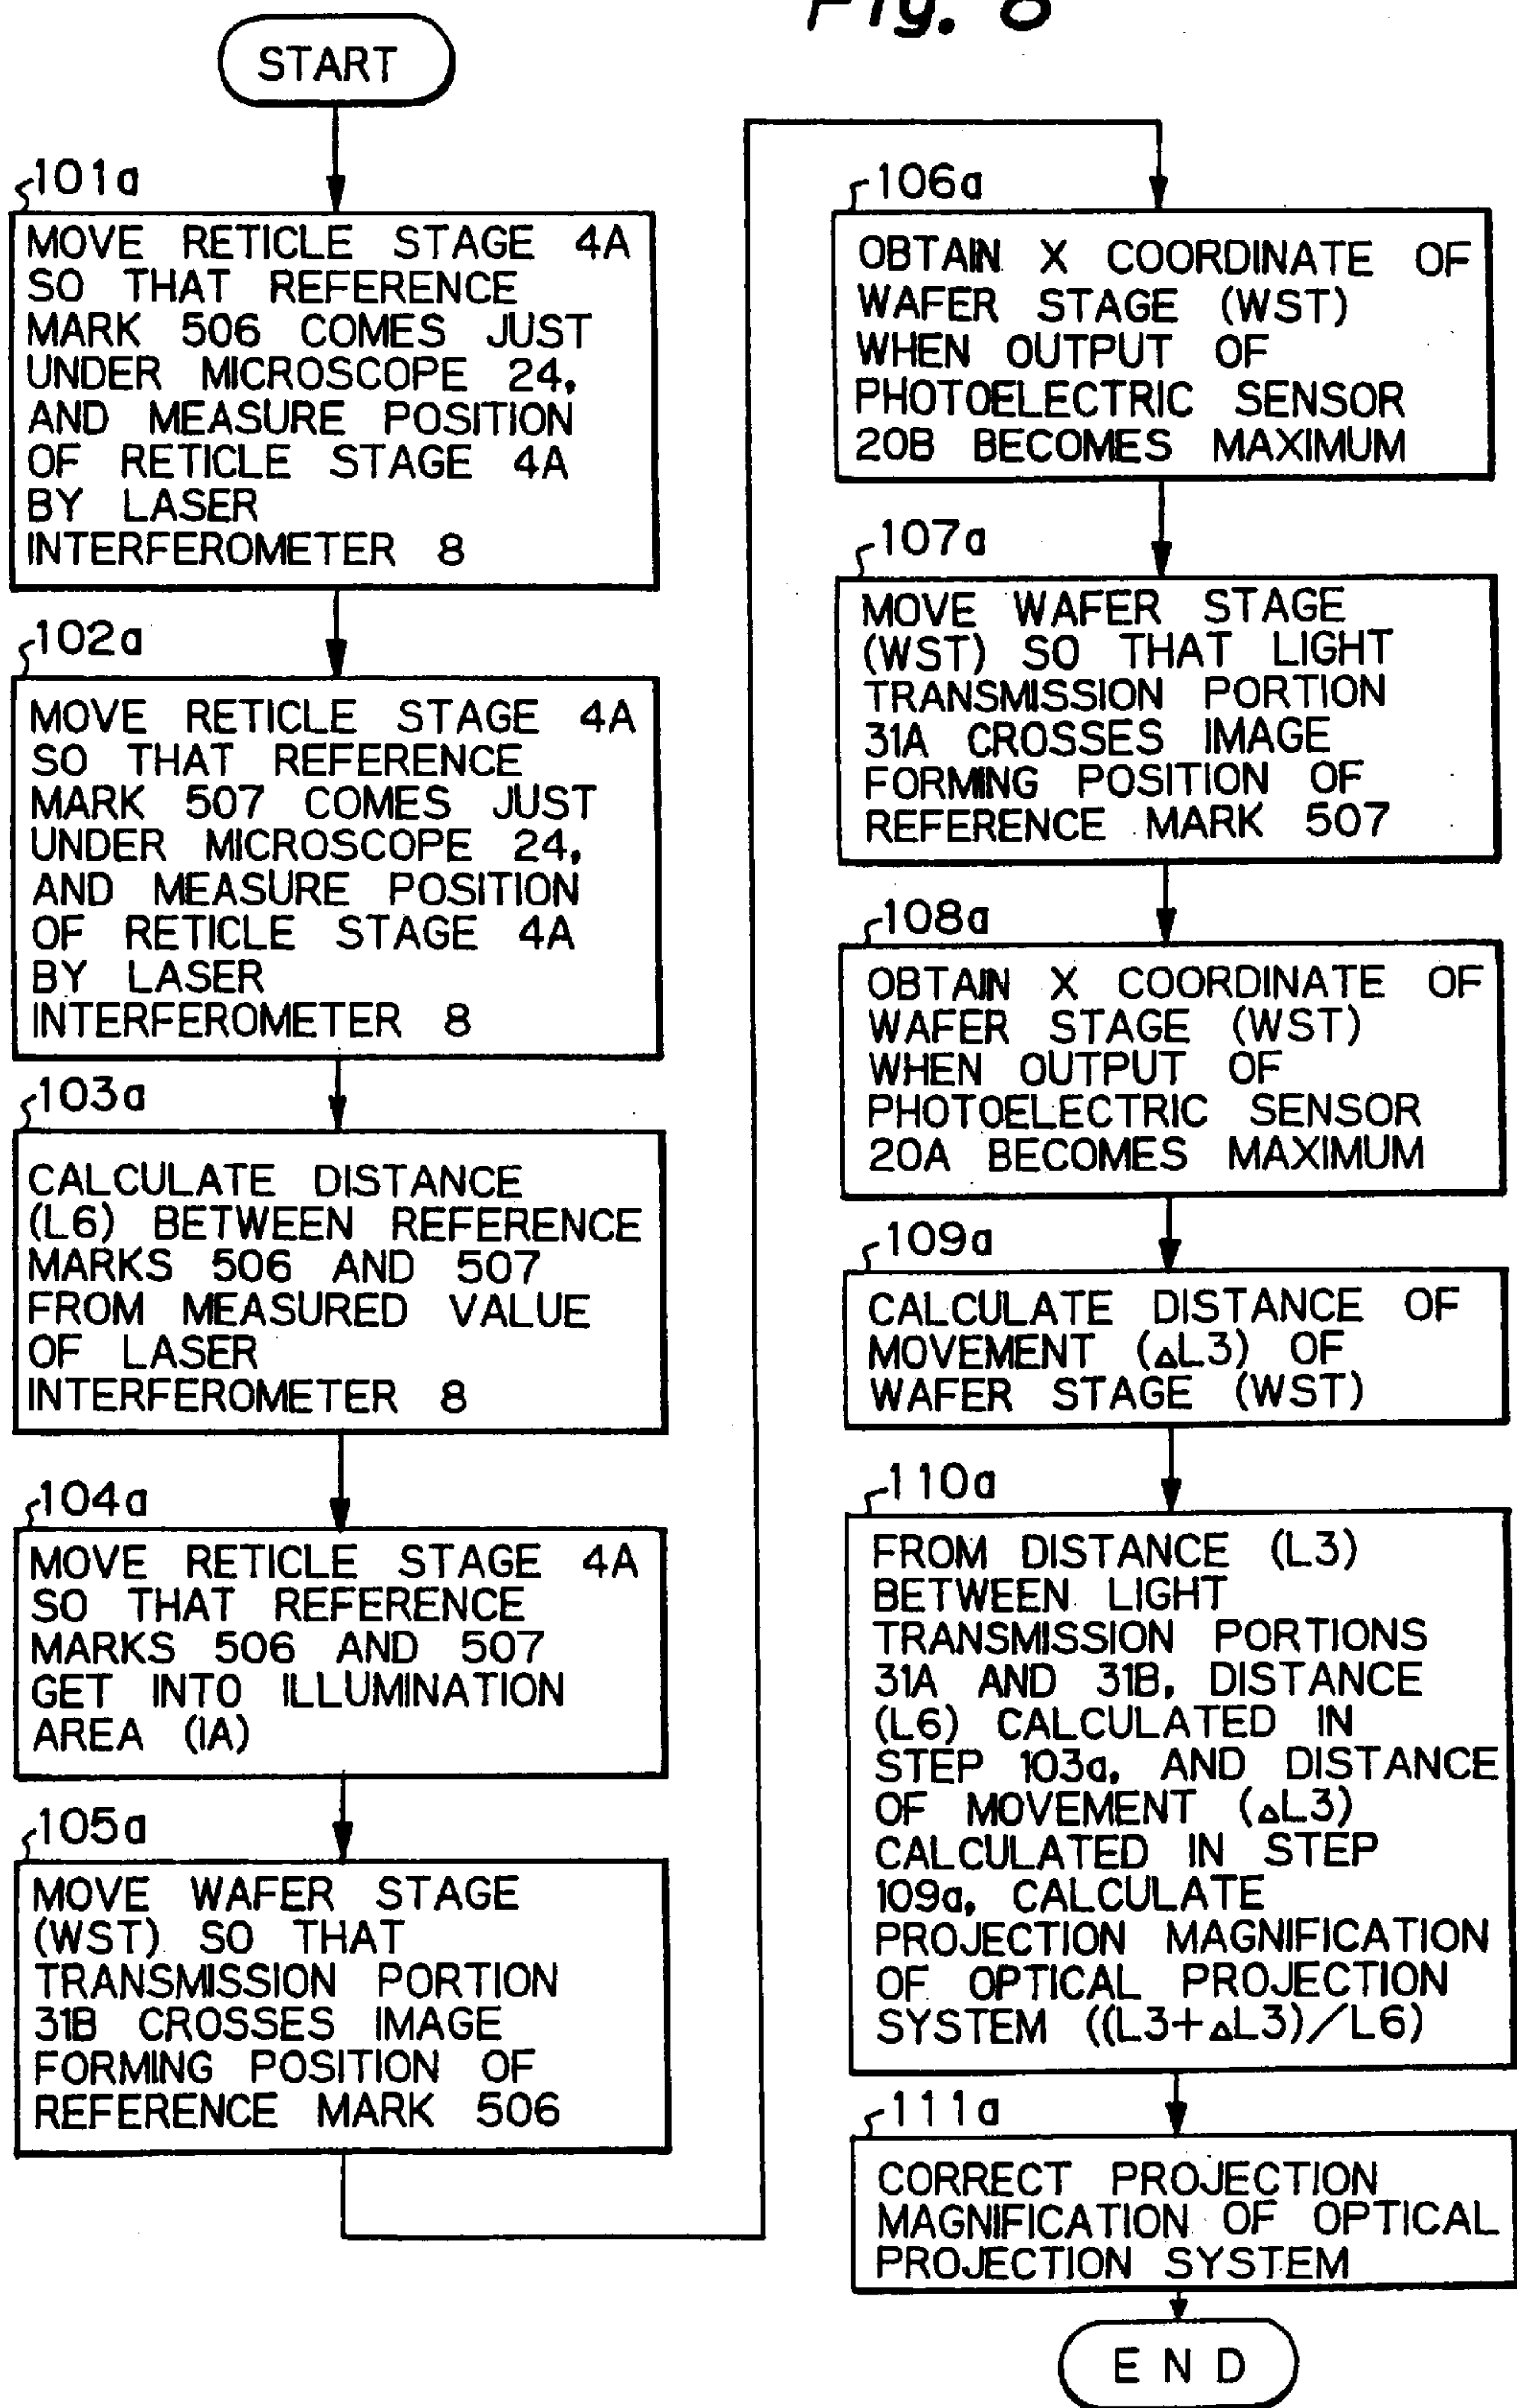 Fig. 8
START
101a
MOVE RETICLE STAGE 4A
SO THAT REFERENCE
MARK 506 COMES JUST
UNDER MICROSCOPE 24,
AND MEASURE POSITION
OF RETICLE STAGE 4A
BY LASER
INTERFEROMETER 8
102a
MOVE RETICLE STAGE 4A
SO THAT REFERENCE
MARK 507 COMES JUST
UNDER MICROSCOPE 24,
AND MEASURE POSITION
OF RETICLE STAGE 4A
BY LASER
INTERFEROMETER 8
103a
CALCULATE DISTANCE
(L6) BETWEEN REFERENCE
MARKS 506 AND 507
FROM MEASURED VALUE
OF LASER
INTERFEROMETER 8
104a
MOVE RETICLE STAGE 4A
SO THAT REFERENCE
MARKS 506 AND 507
GET INTO ILLUMINATION
AREA (IA)
105a
MOVE WAFER STAGE
(WST) SO THAT
TRANSMISSION PORTION
31B CROSSES IMAGE
FORMING POSITION OF
REFERENCE MARK 506
106a
OBTAIN X COORDINATE OF
WAFER STAGE (WST)
WHEN OUTPUT OF
PHOTOELECTRIC SENSOR
20B BECOMES MAXIMUM
107a
MOVE WAFER STAGE
(WST) SO THAT LIGHT
TRANSMISSION PORTION
31A CROSSES IMAGE
FORMING POSITION OF
REFERENCE MARK 507
108a
OBTAIN X COORDINATE OF
WAFER STAGE (WST)
WHEN OUTPUT OF
PHOTOELECTRIC SENSOR
20A BECOMES MAXIMUM
109a
CALCULATE DISTANCE OF
MOVEMENT (△L3) OF
WAFER STAGE (WST)
110a
FROM DISTANCE (L3)
BETWEEN LIGHT
TRANSMISSION PORTIONS
31A AND 31B, DISTANCE
(L6) CALCULATED IN
STEP 103a, AND DISTANCE
OF MOVEMENT (△L3)
CALCULATED IN STEP
109a, CALCULATE
PROJECTION MAGNIFICATION
OF OPTICAL PROJECTION
SYSTEM ((L3+△L3)/L6)
111a
CORRECT PROJECTION
MAGNIFICATION OF OPTICAL
PROJECTION SYSTEM
END